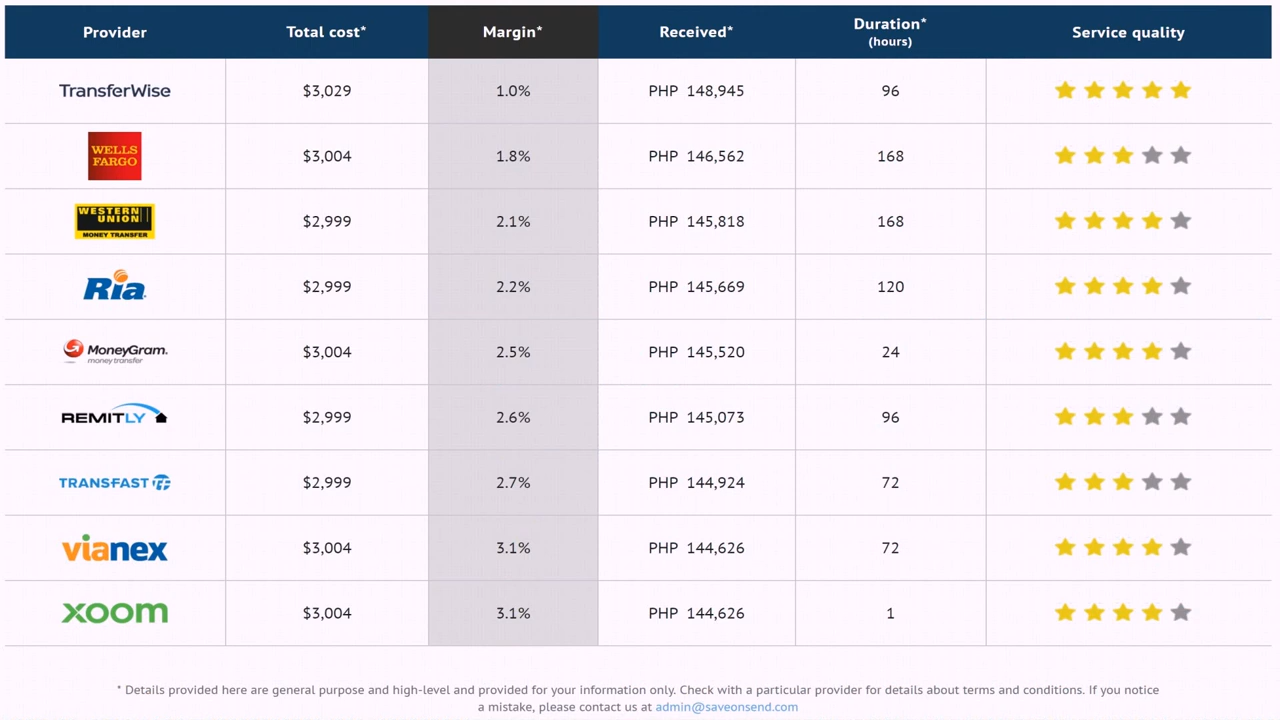 Provider Total cost* Margin* Received* Duration* (hours) Service quality
TransferWise $3,029 1.0% PHP 148,945 96
WELLS FARGO $3,004 1.8% PHP 146,562 168
WESTERN UNION MONEY TRANSFER $2,999 2.1% PHP 145,818 168
Ria $2,999 2.2% PHP 145,669 120
MoneyGram. money transfer $3,004 2.5% PHP 145,520 24
REMITLY $2,999 2.6% PHP 145,073 96
TRANSFAST $2,999 2.7% PHP 144,924 72
vianex $3,004 3.1% PHP 144,626 72
xoom $3,004 3.1% PHP 144,626 1
* Details provided here are general purpose and high-level and provided for your information only. Check with a particular provider for details about terms and conditions. If you notice
a mistake, please contact us at admin@saveonsend.com